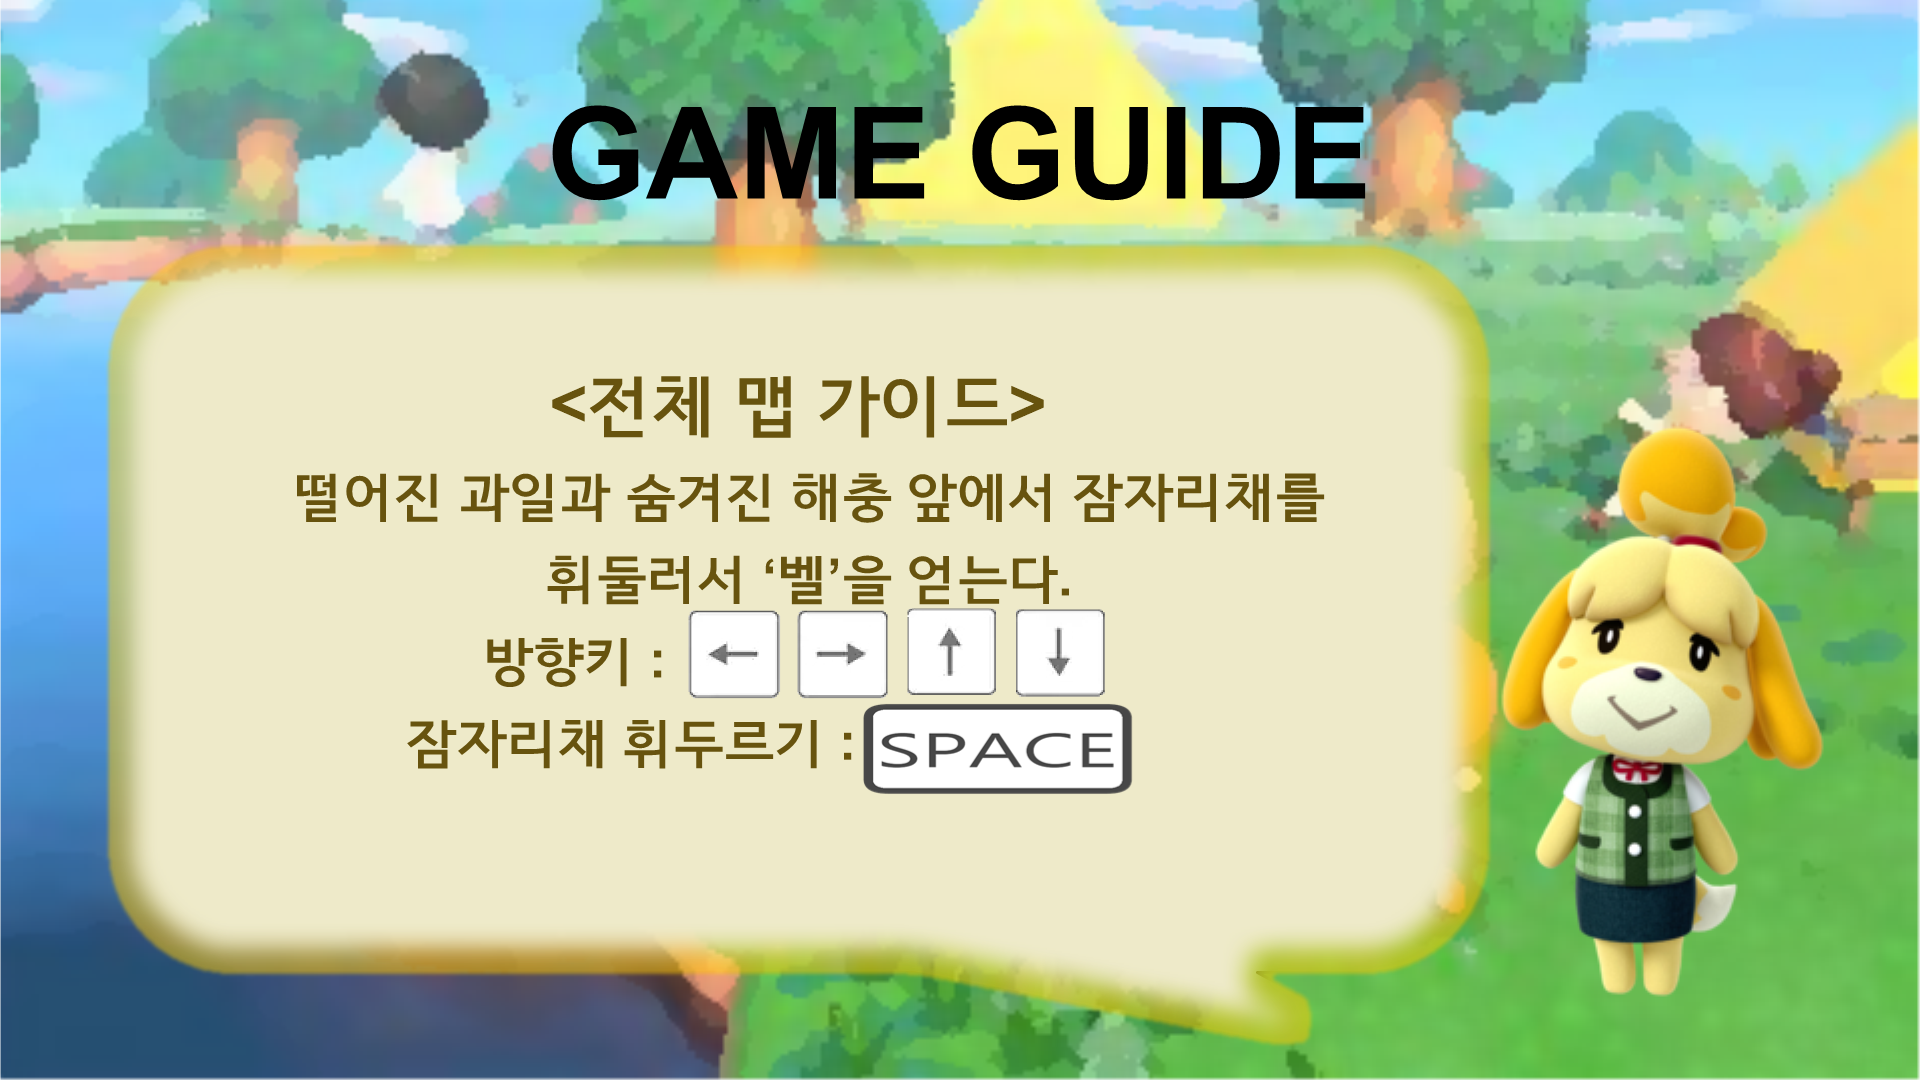 GAME GUIDE
<전체 맵 가이드>
떨어진 과일과 숨겨진 해충 앞에서 잠자리채를
휘둘러서 ‘벨’을 얻는다.
방향키 : ← → ↑ ↓
잠자리채 휘두르기 : SPACE